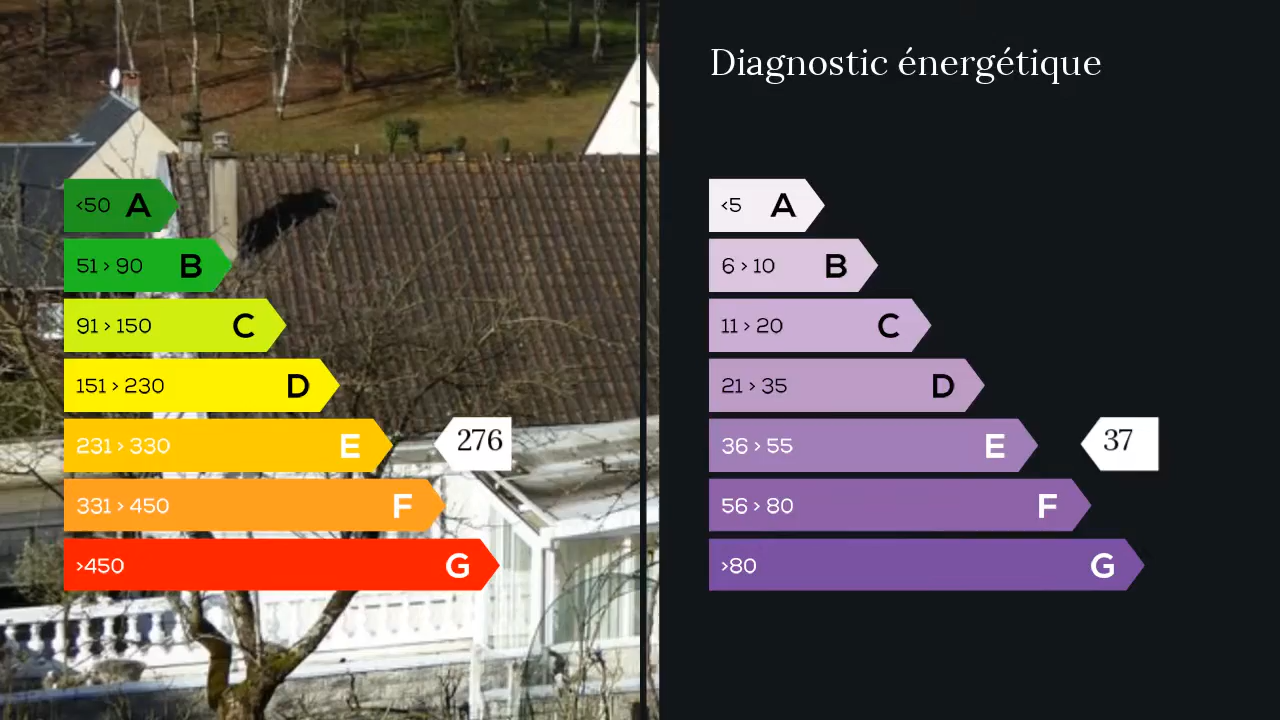 Diagnostic énergétique
<50 A
51 > 90 B
91 > 150 C
151 > 230 D
231 > 330 E
276
331 > 450 F
>450 G
<5 A
6 > 10 B
11 > 20 C
21 > 35 D
36 > 55 E
37
56 > 80 F
>80 G